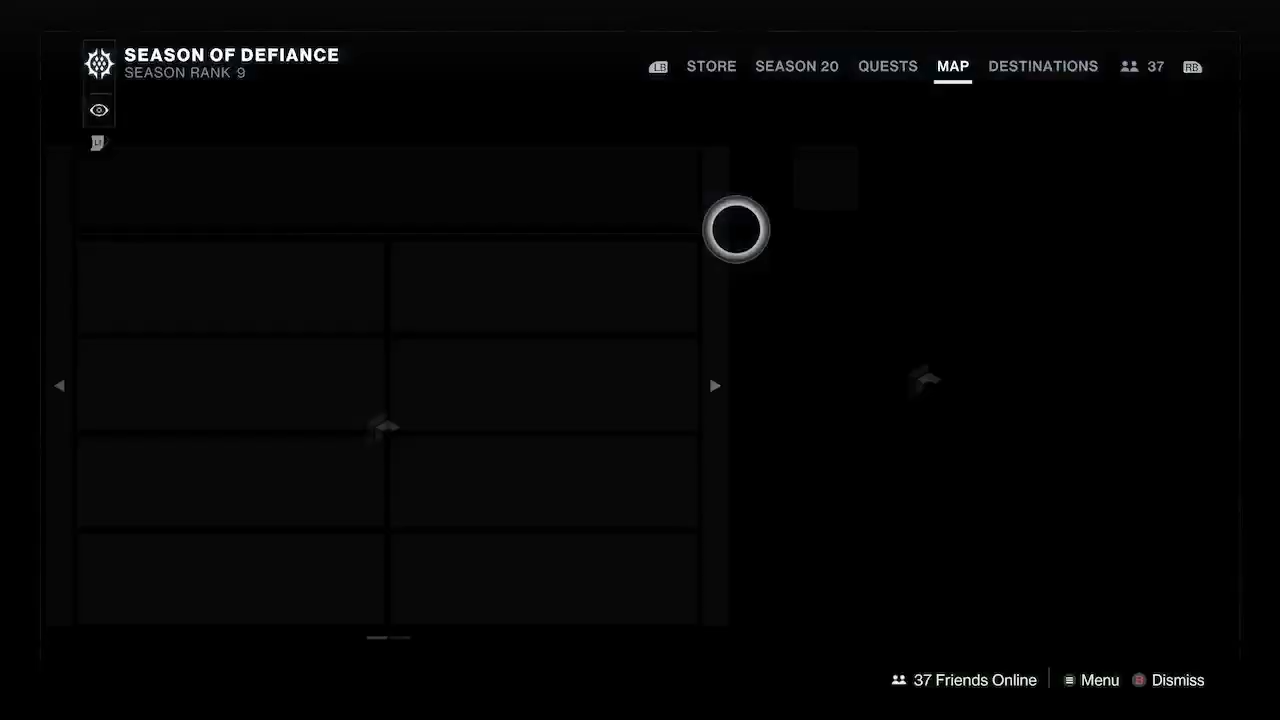 SEASON OF DEFIANCE
SEASON RANK 9
LB STORE SEASON 20 QUESTS MAP DESTINATIONS 37 RB
37 Friends Online Menu B Dismiss